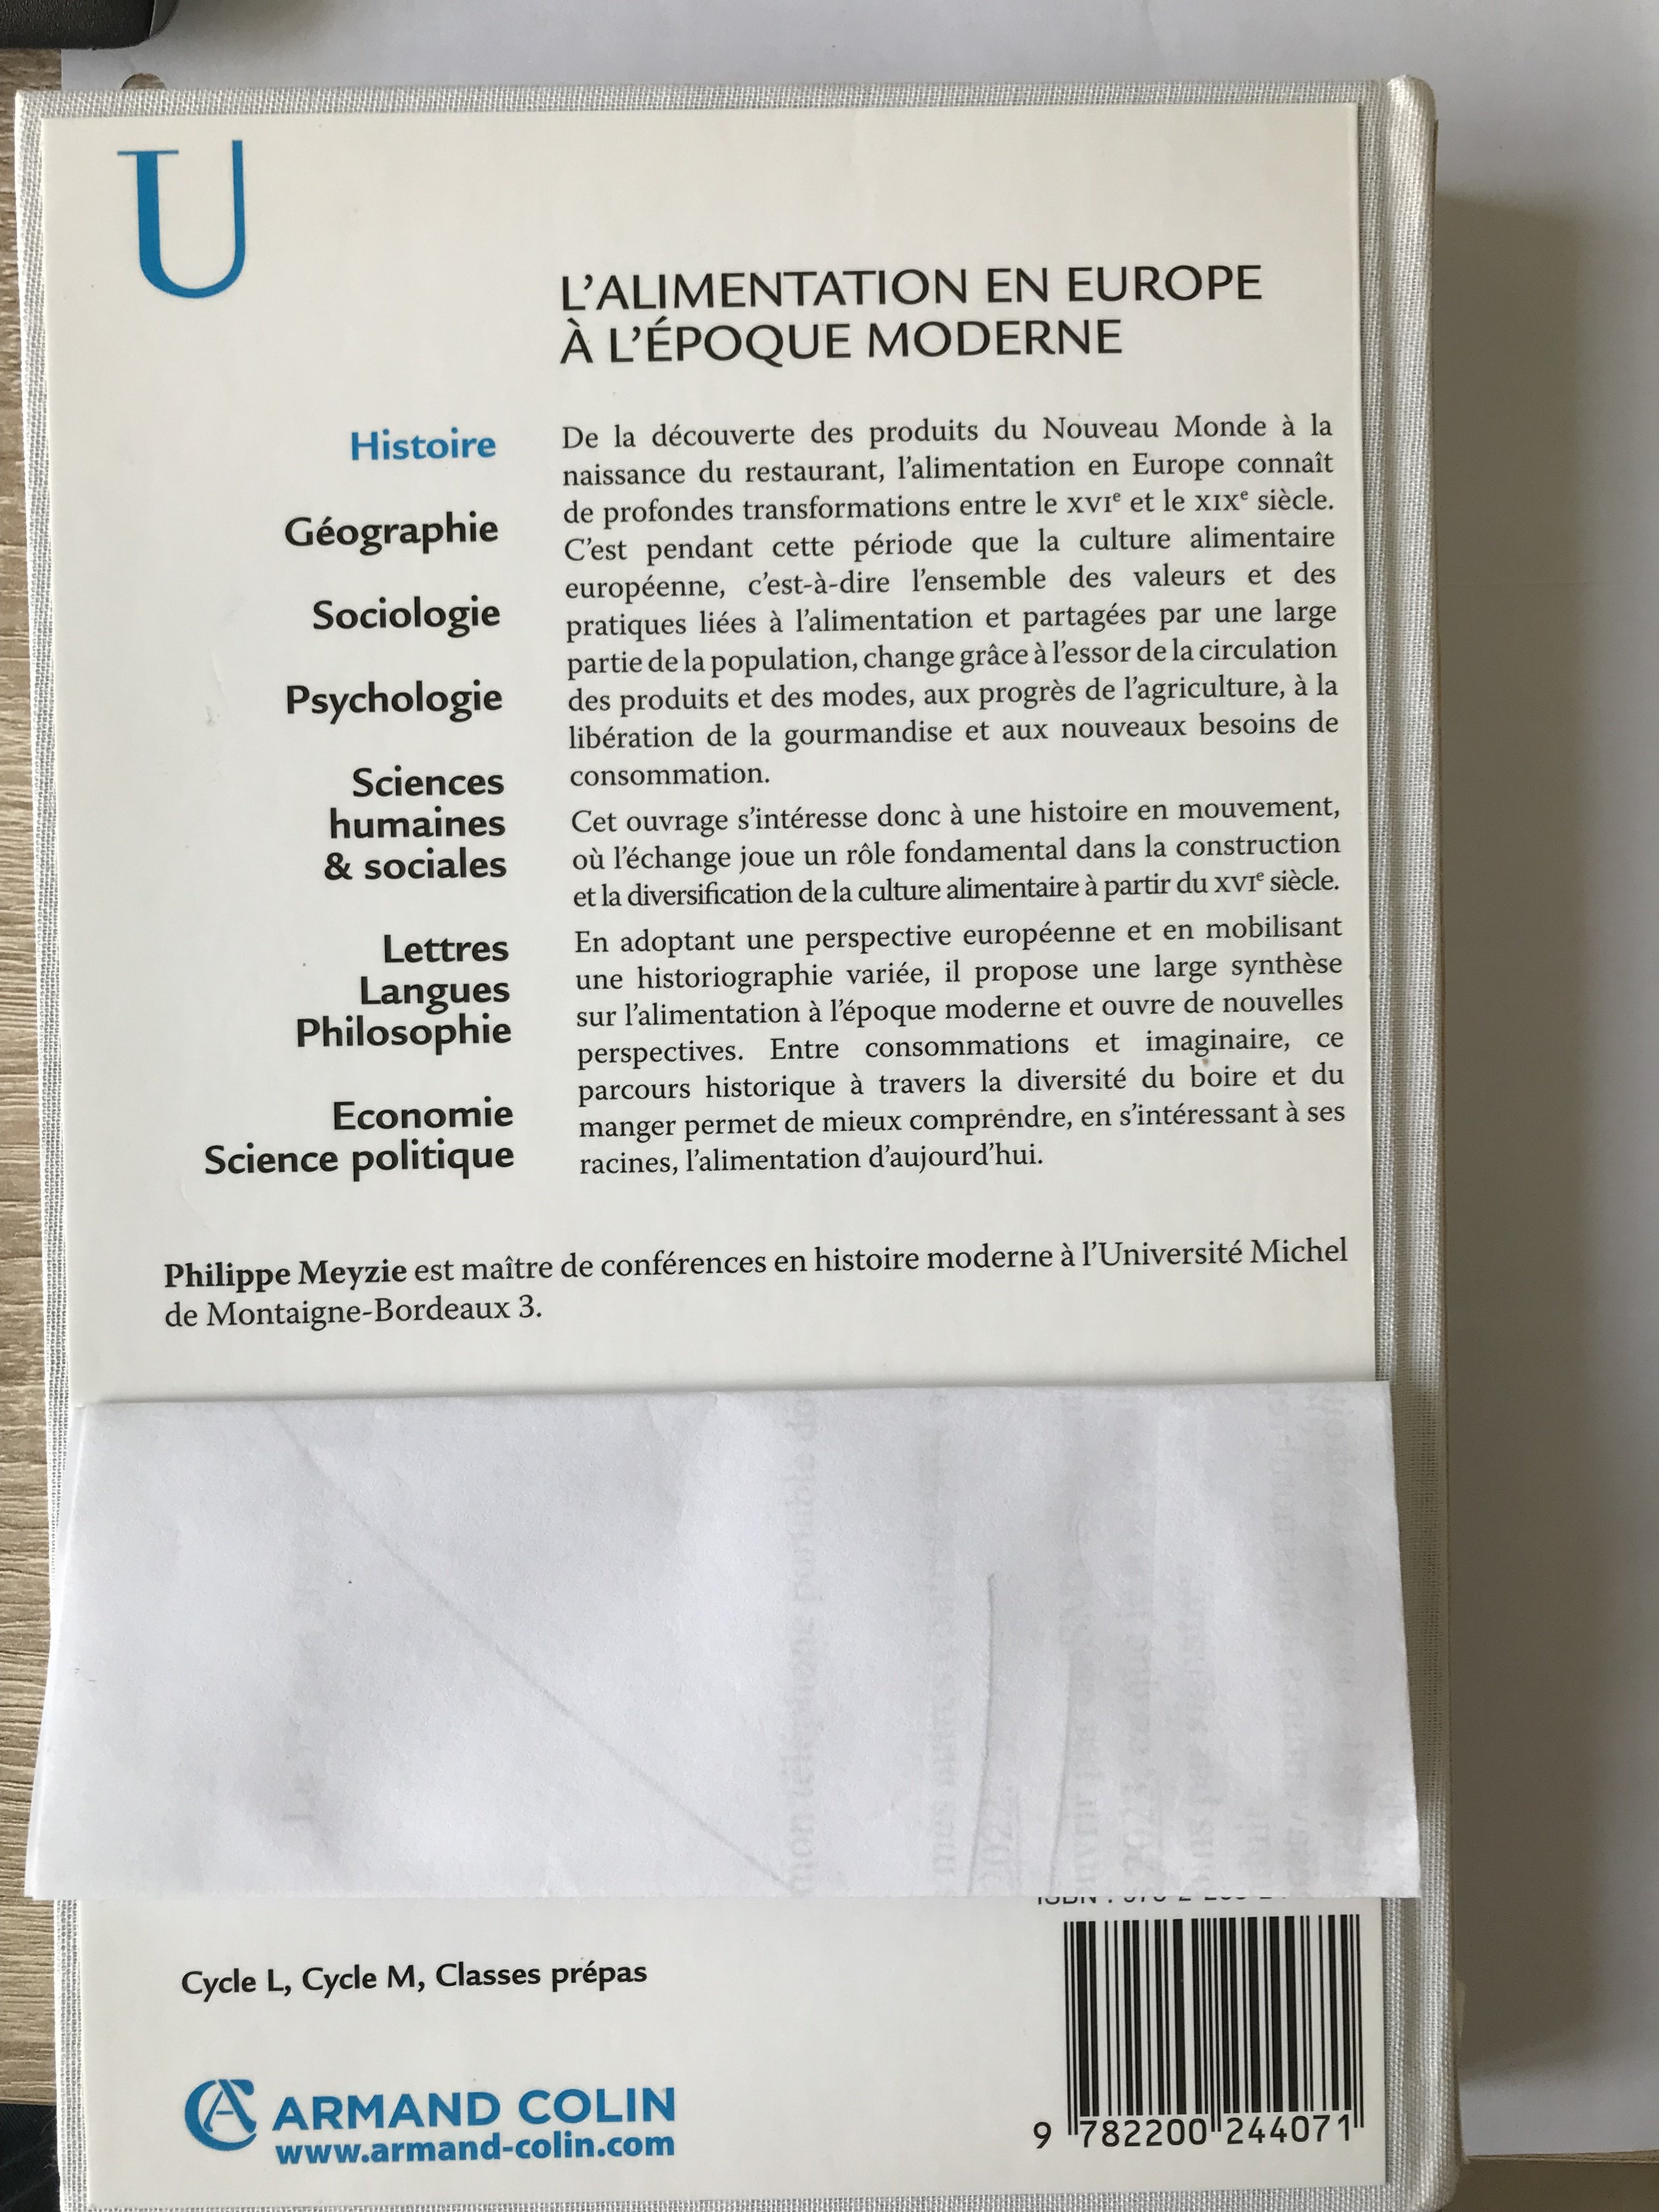 U
L'ALIMENTATION EN EUROPE
À L'ÉPOQUE MODERNE
Histoire
Géographie
Sociologie
Psychologie
Sciences
humaines
& sociales
Lettres
Langues
Philosophie
Economie
Science politique
De la découverte des produits du Nouveau Monde à la
naissance du restaurant, l'alimentation en Europe connaît
de profondes transformations entre le XVIe et le XIXe siècle.
C'est pendant cette période que la culture alimentaire
européenne, c'est-à-dire l'ensemble des valeurs et des
pratiques liées à l'alimentation et partagées par une large
partie de la population, change grâce à l'essor de la circulation
des produits et des modes, aux progrès de l'agriculture, à la
libération de la gourmandise et aux nouveaux besoins de
consommation.
Cet ouvrage s'intéresse donc à une histoire en mouvement,
où l'échange joue un rôle fondamental dans la construction
et la diversification de la culture alimentaire à partir du XVIe siècle.
En adoptant une perspective européenne et en mobilisant
une historiographie variée, il propose une large synthèse
sur l'alimentation à l'époque moderne et ouvre de nouvelles
perspectives. Entre consommations et imaginaire, ce
parcours historique à travers la diversité du boire et du
manger permet de mieux comprendre, en s'intéressant à ses
racines, l'alimentation d'aujourd'hui.
Philippe Meyzie est maître de conférences en histoire moderne à l'Université Michel
de Montaigne-Bordeaux 3.
Cycle L, Cycle M, Classes prépas
ARMAND COLIN
www.armand-colin.com
9 782200 244071